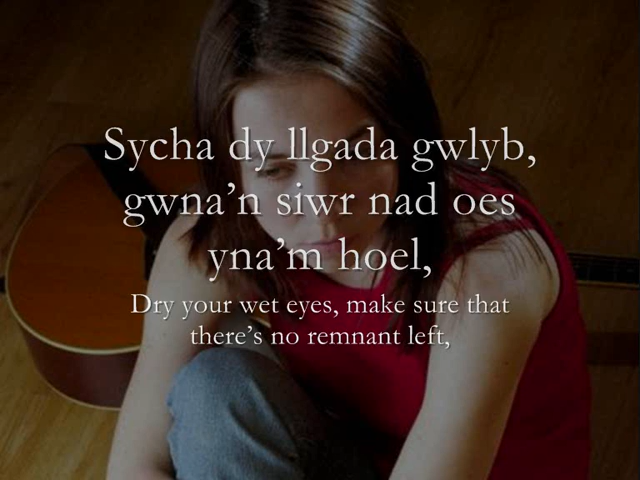 Sycha dy llgada gwlyb,
gwna’n siwr nad oes
yna’m hoel,
Dry your wet eyes, make sure that
there’s no remnant left,